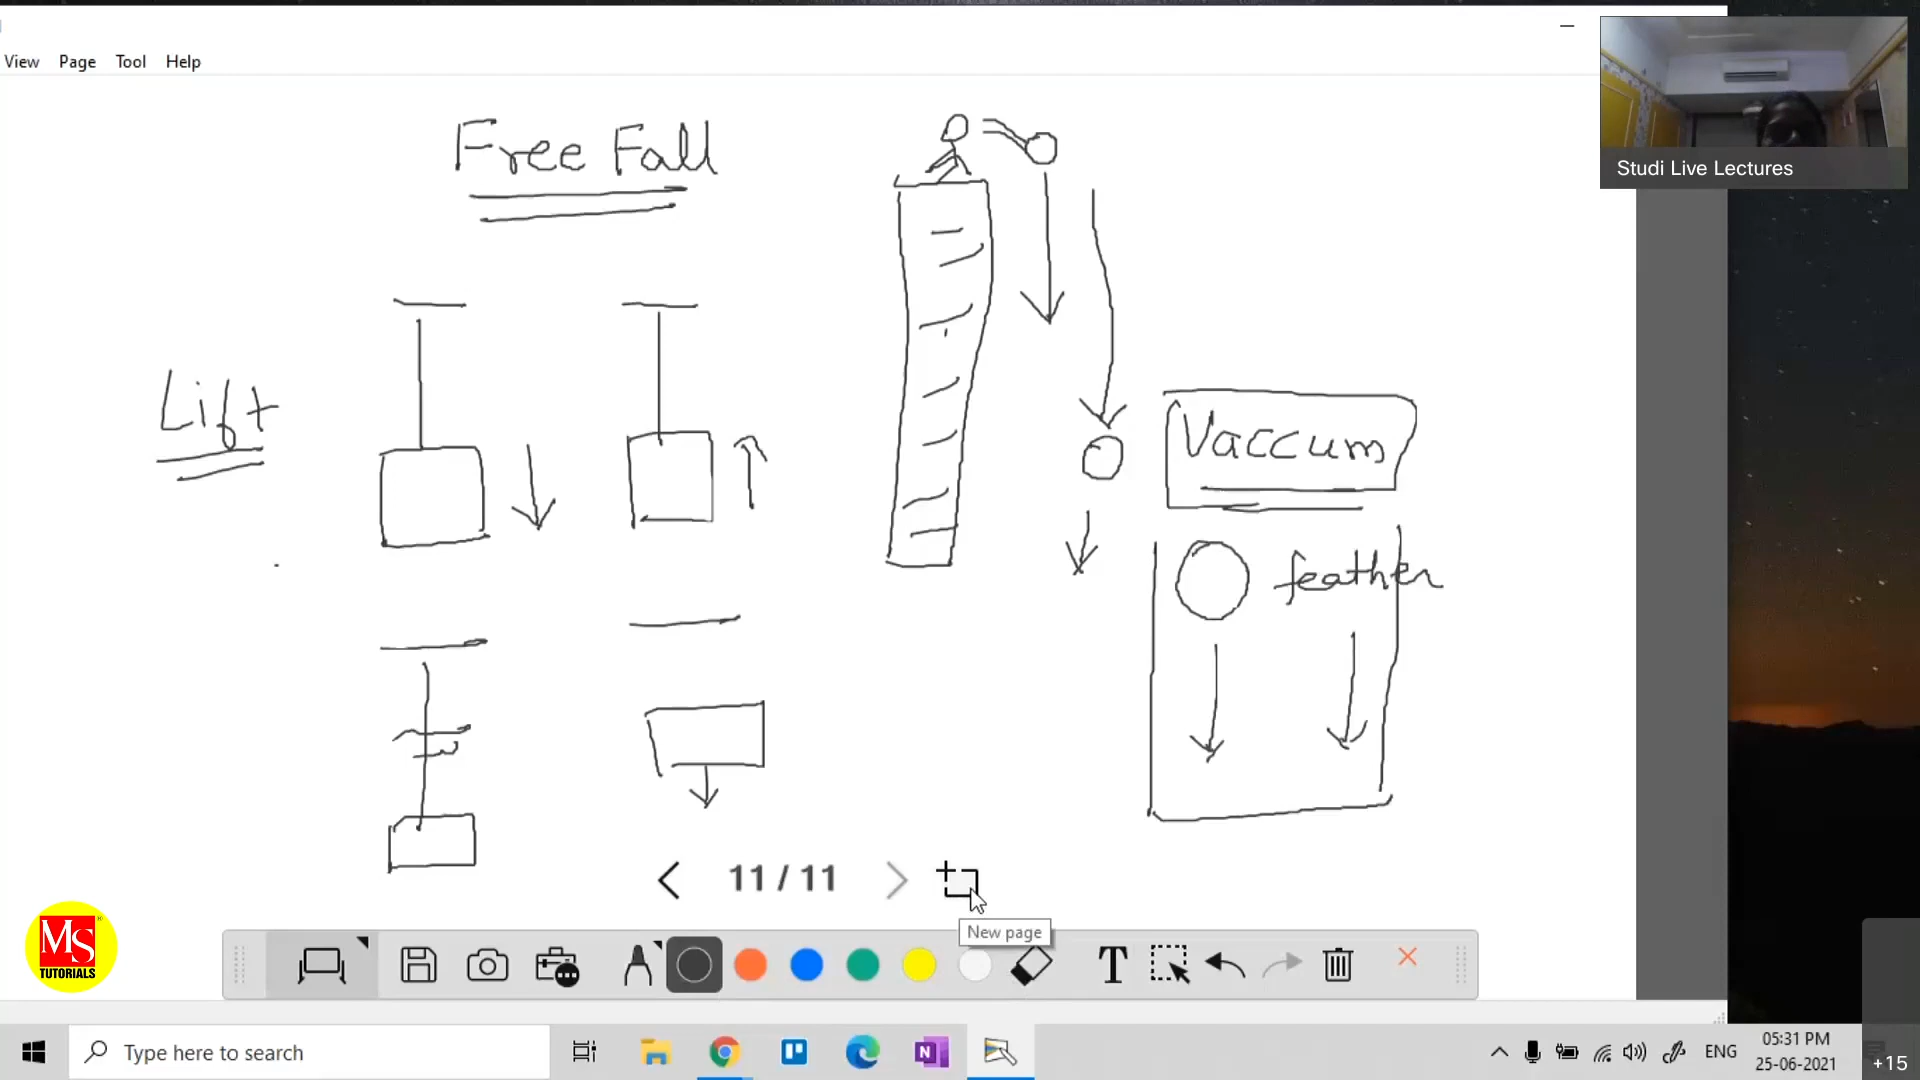 View Page Tool Help
Studi Live Lectures
Free Fall
Lift
Vaccum
feather
11 / 11
New page
MS
TUTORIALS
T
Type here to search
N
ENG
05:31 PM
25-06-2021
+15